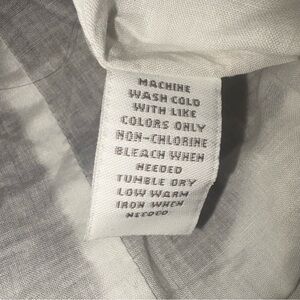 MACHINE
WASH COLD
WITH LIKE
COLORS ONLY
NON-CHLORINE
BLEACH WHEN
NEEDED
TUMBLE DRY
LOW WARM
IRON WHEN
NEEDED